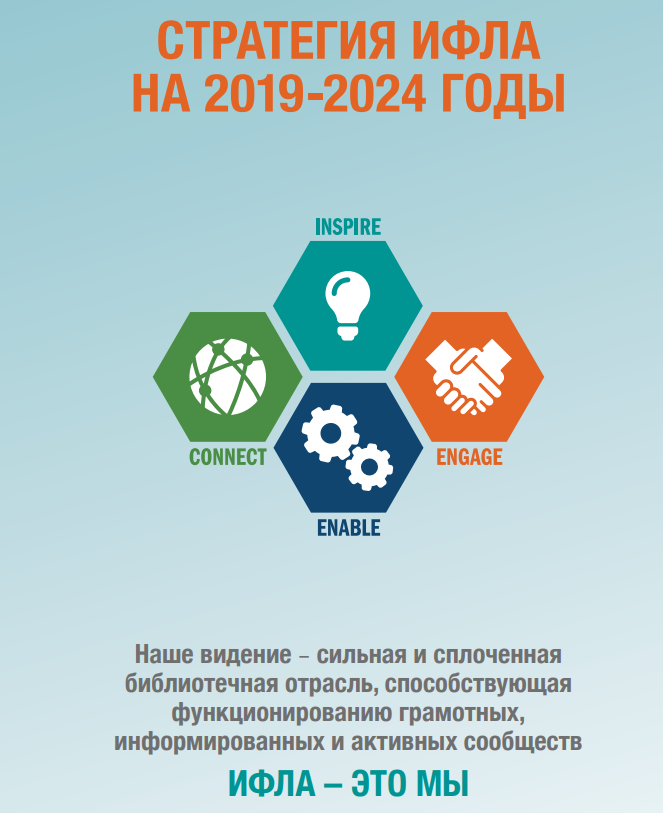 СТРАТЕГИЯ ИФЛА
НА 2019-2024 ГОДЫ
INSPIRE
CONNECT
ENGAGE
ENABLE
Наше видение – сильная и сплоченная
библиотечная отрасль, способствующая
функционированию грамотных,
информированных и активных сообществ
ИФЛА – ЭТО МЫ